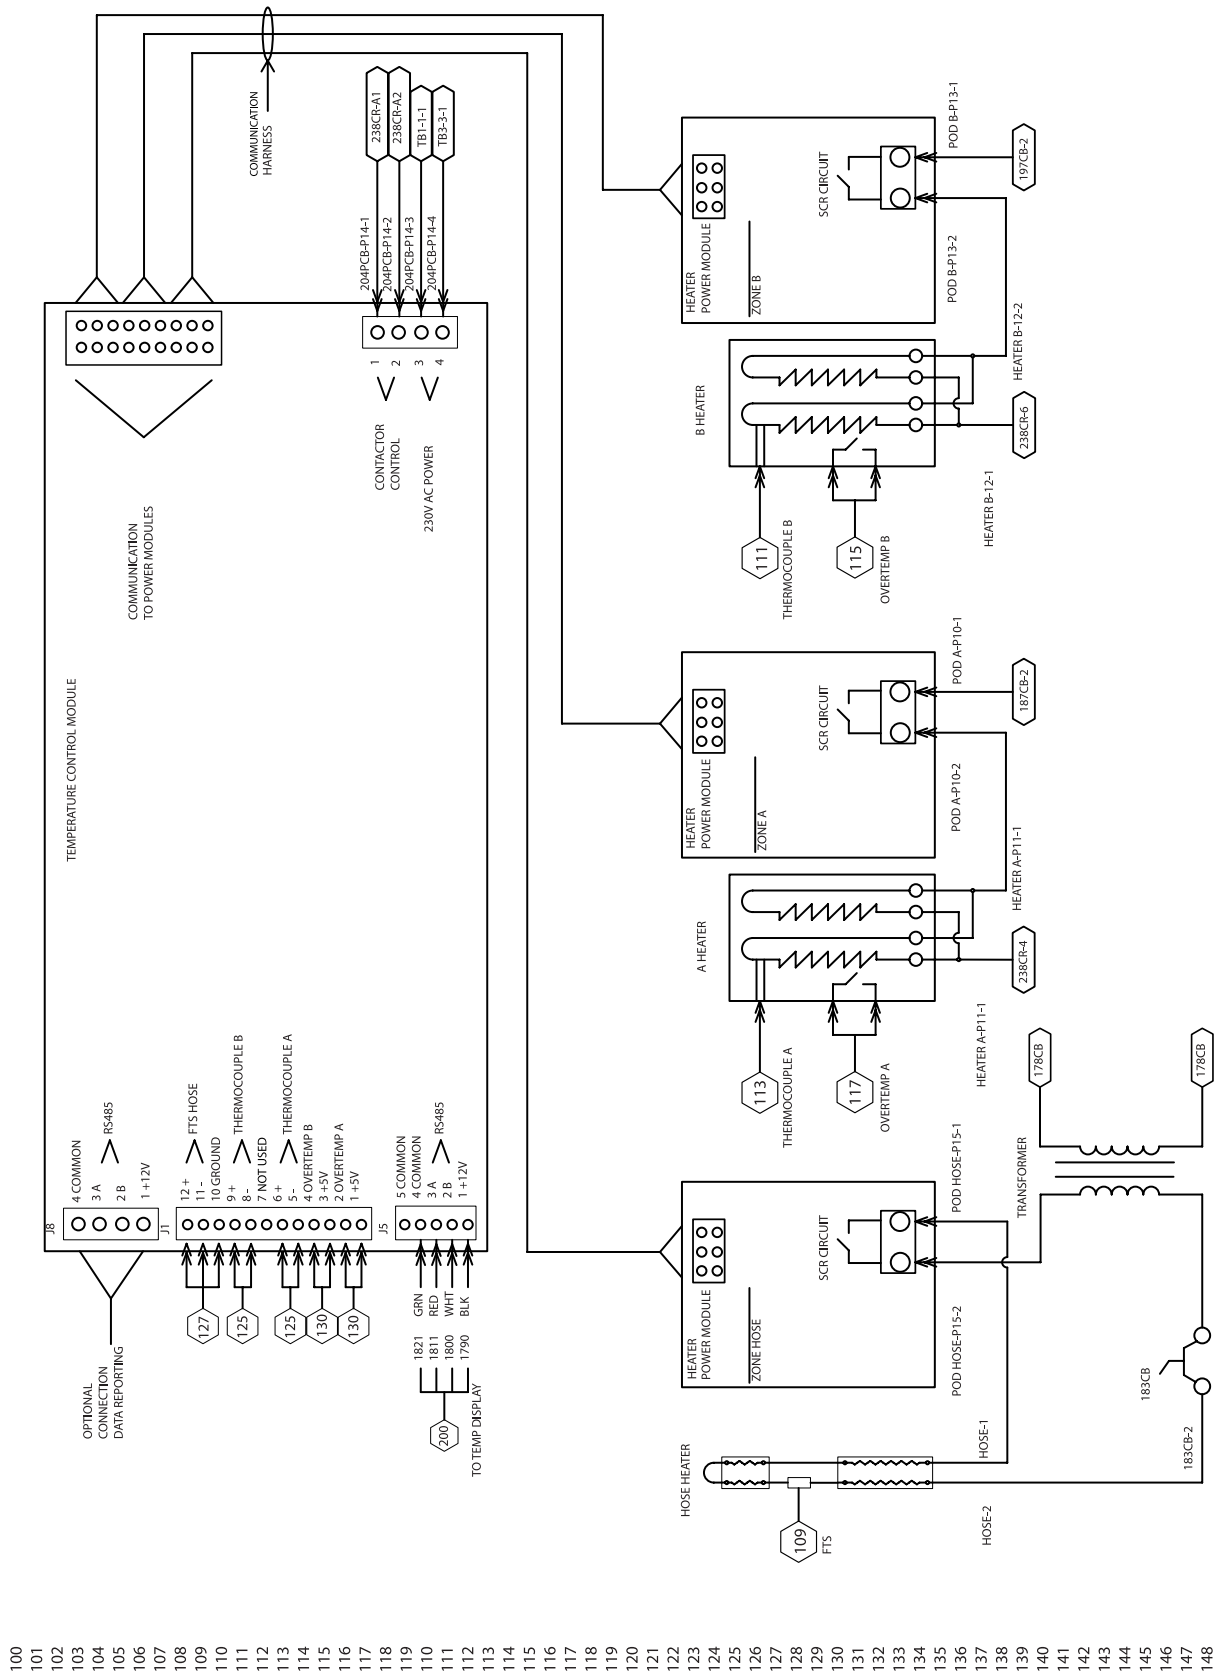 100
101
102
103
104
105
106
107
108
109
110
111
112
113
114
115
116
117
118
119
110
111
112
113
114
115
116
117
118
119
120
121
122
123
124
125
126
127
128
129
130
131
132
133
134
135
136
137
138
139
140
141
142
143
144
145
146
147
148
TEMPERATURE CONTROL MODULE
COMMUNICATION
TO POWER MODULES
COMMUNICATION
HARNESS
OPTIONAL
CONNECTION
DATA REPORTING
J8
4 COMMON
3 A
2 B
1 +12V
RS485
J1
12 +
11 -
10 GROUND
9 +
8 -
7 NOT USED
6 +
5 -
4 OVERTEMP B
3 +5V
2 OVERTEMP A
1 +5V
FTS HOSE
THERMOCOUPLE B
THERMOCOUPLE A
127
125
125
130
130
J5
5 COMMON
4 COMMON
3 A
2 B
1 +12V
RS485
GRN
RED
WHT
BLK
1821
1811
1800
1790
200
TO TEMP DISPLAY
CONTACTOR
CONTROL
230V AC POWER
1
2
3
4
204PCB-P14-1
204PCB-P14-2
204PCB-P14-3
204PCB-P14-4
238CR-A1
238CR-A2
TB1-1-1
TB3-3-1
HOSE HEATER
109
FTS
HOSE-1
HOSE-2
HEATER
POWER MODULE
ZONE HOSE
SCR CIRCUIT
POD HOSE-P15-2
POD HOSE-P15-1
TRANSFORMER
178CB
178CB
183CB
183CB-2
A HEATER
113
THERMOCOUPLE A
117
OVERTEMP A
HEATER A-P11-1
238CR-4
HEATER A-P11-1
HEATER
POWER MODULE
ZONE A
SCR CIRCUIT
POD A-P10-2
POD A-P10-1
187CB-2
B HEATER
111
THERMOCOUPLE B
115
OVERTEMP B
HEATER B-12-1
238CR-6
HEATER B-12-2
HEATER
POWER MODULE
ZONE B
SCR CIRCUIT
POD B-P13-2
POD B-P13-1
197CB-2